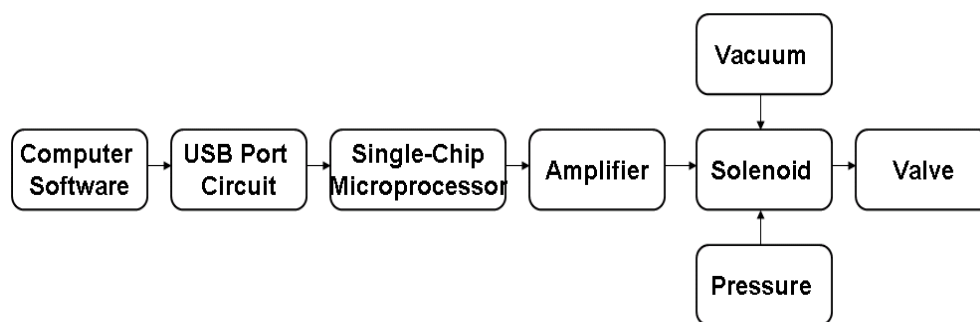 Vacuum
Computer
Software
USB Port
Circuit
Single-Chip
Microprocessor
Amplifier
Solenoid
Valve
Pressure